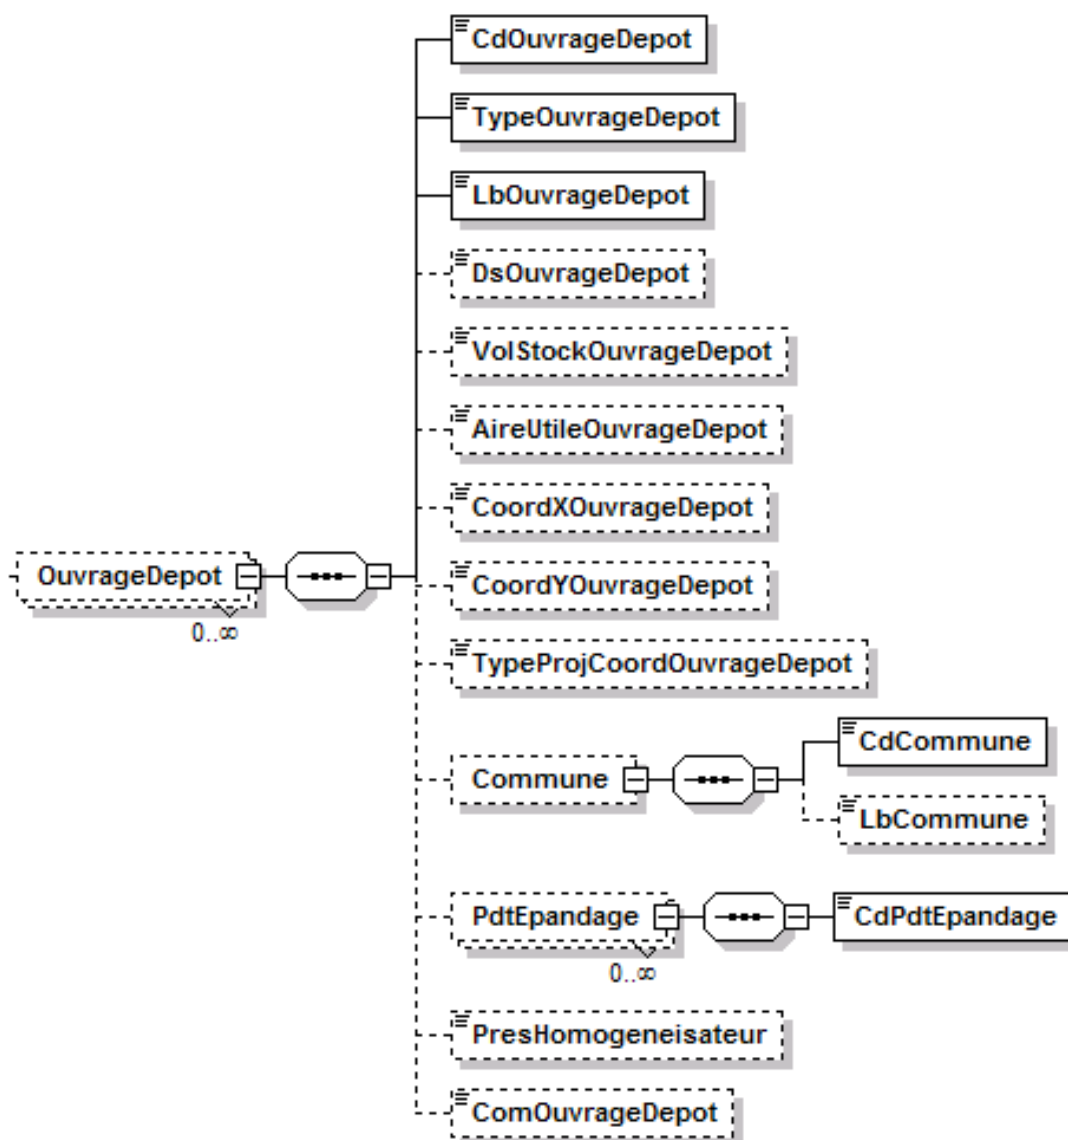 CdOuvrageDepot
TypeOuvrageDepot
LbOuvrageDepot
DsOuvrageDepot
VolStockOuvrageDepot
AireUtileOuvrageDepot
CoordXOuvrageDepot
OuvrageDepot
0..∞
CoordYOuvrageDepot
TypeProjCoordOuvrageDepot
Commune
CdCommune
LbCommune
PdtEpandage
0..∞
CdPdtEpandage
PresHomogeneisateur
ComOuvrageDepot